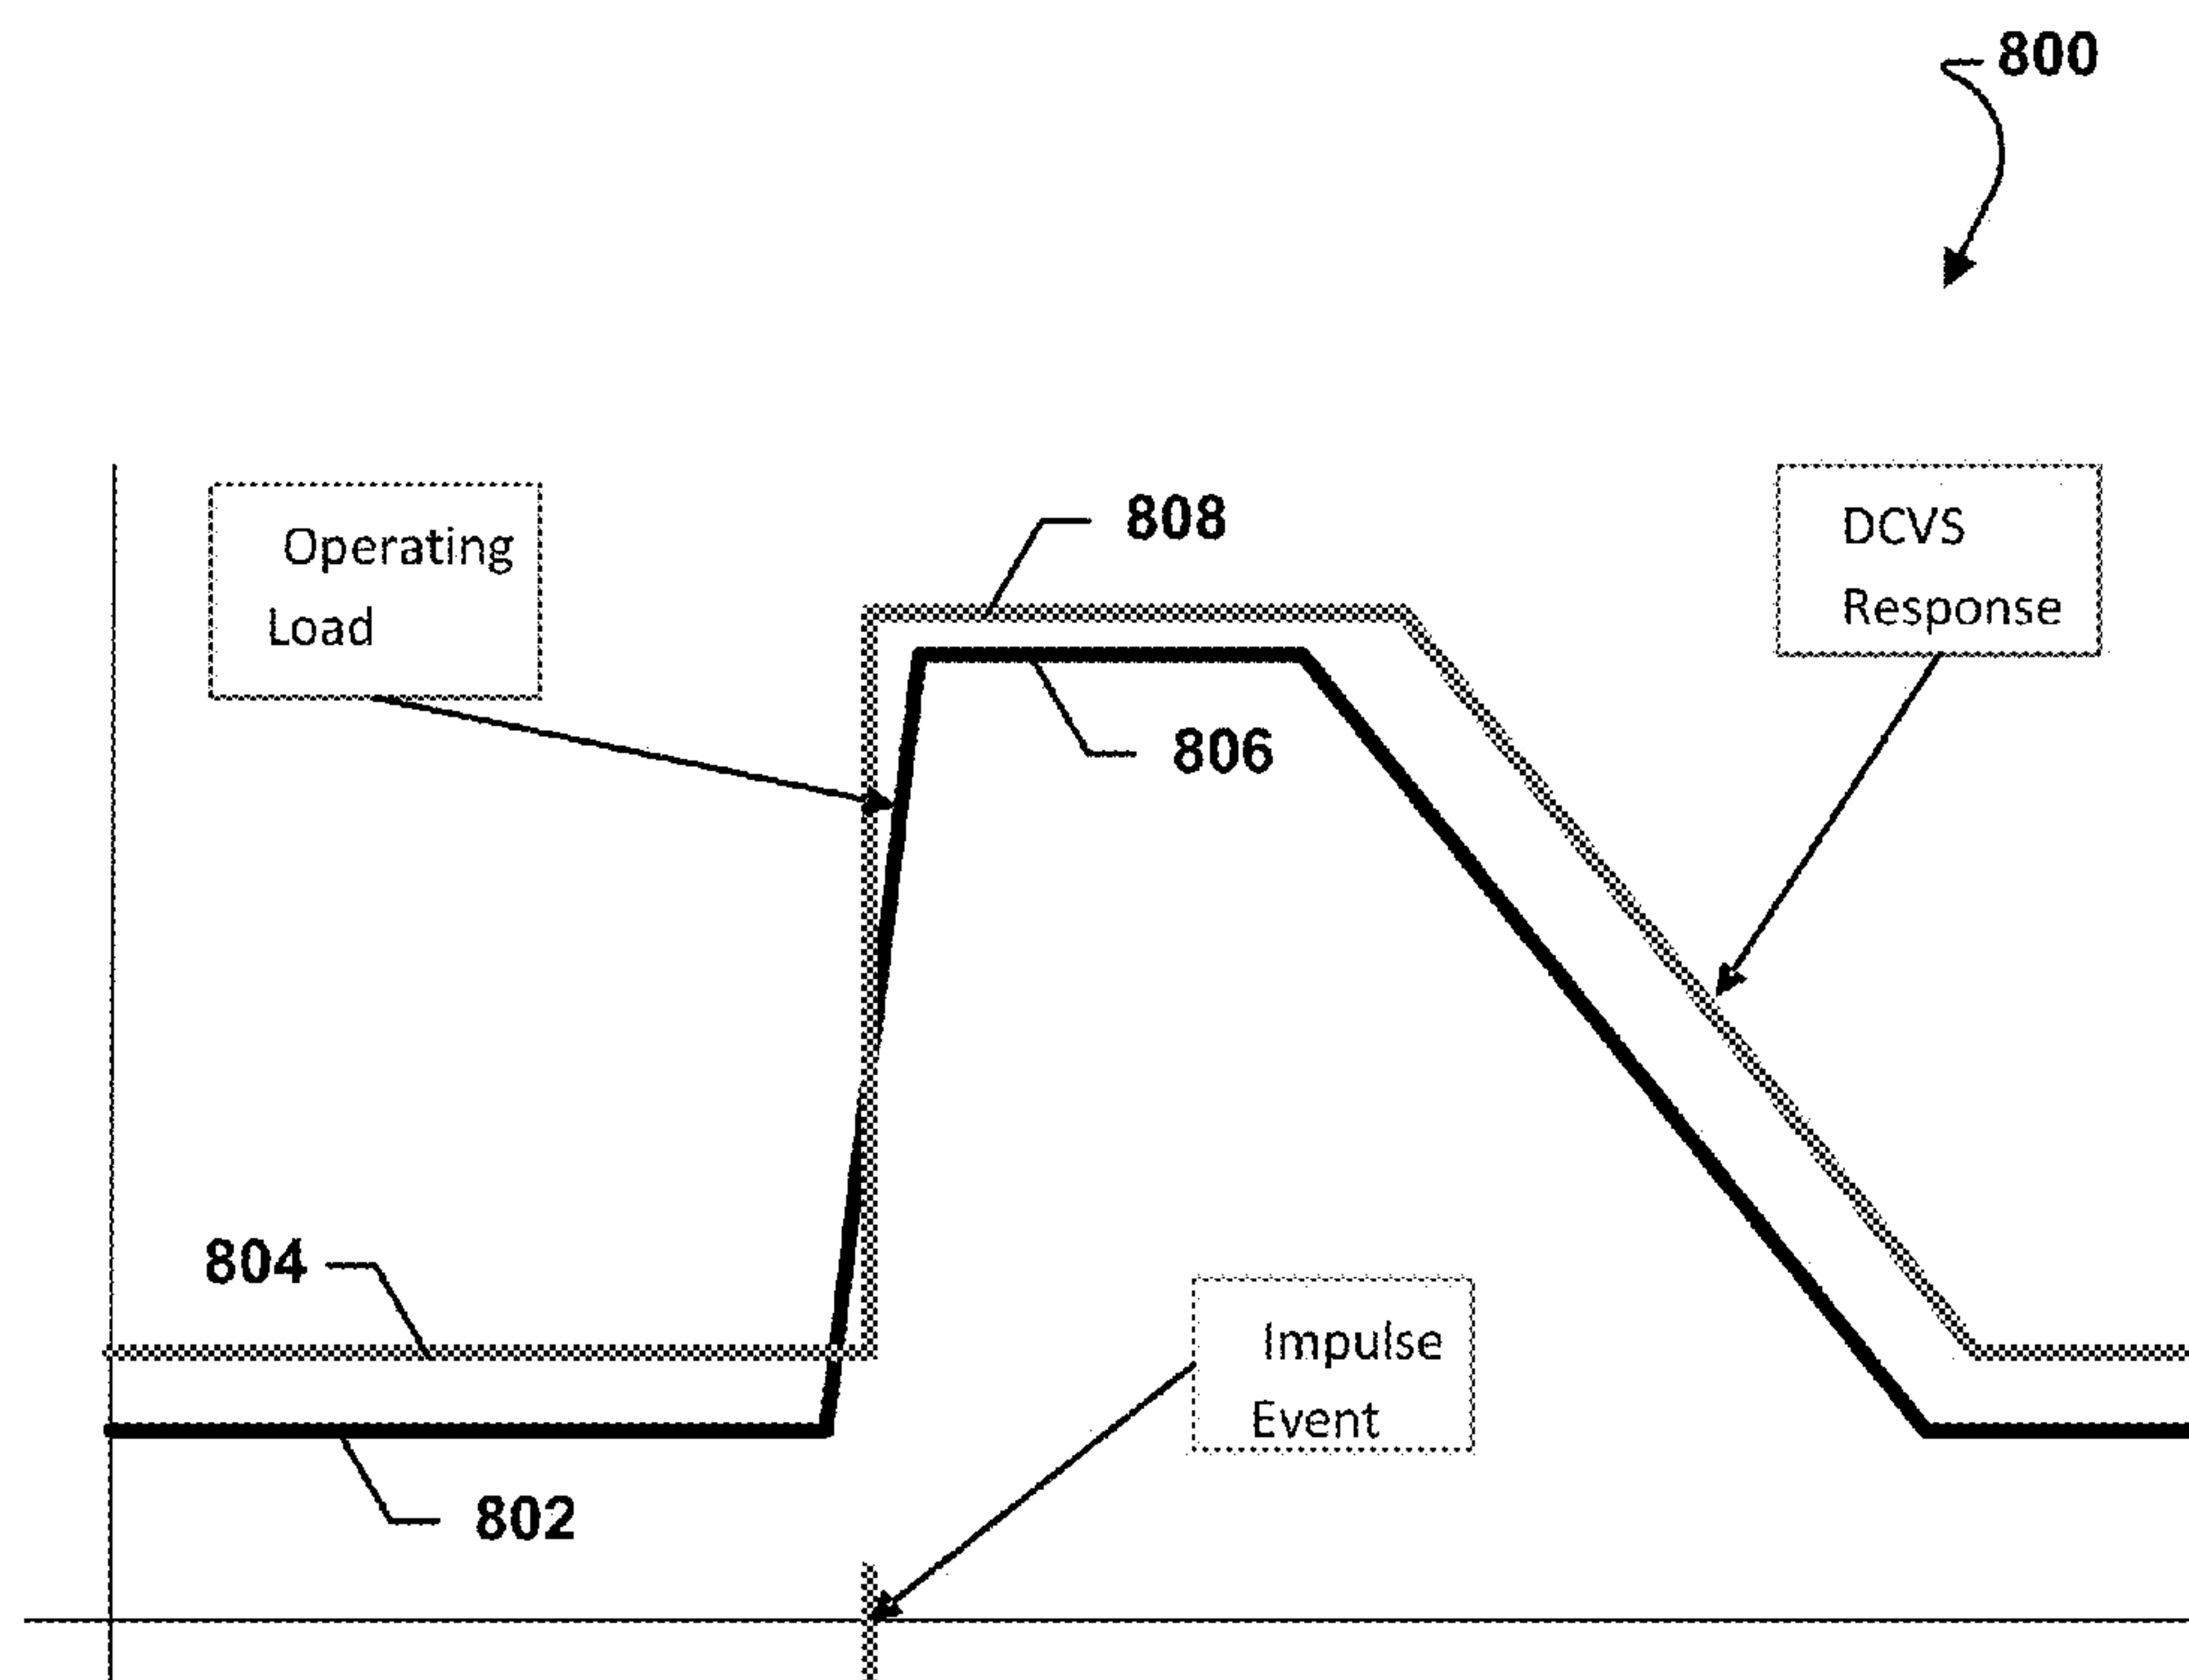 800
Operating
Load
808
DCVS
Response
806
804
Impulse
Event
802